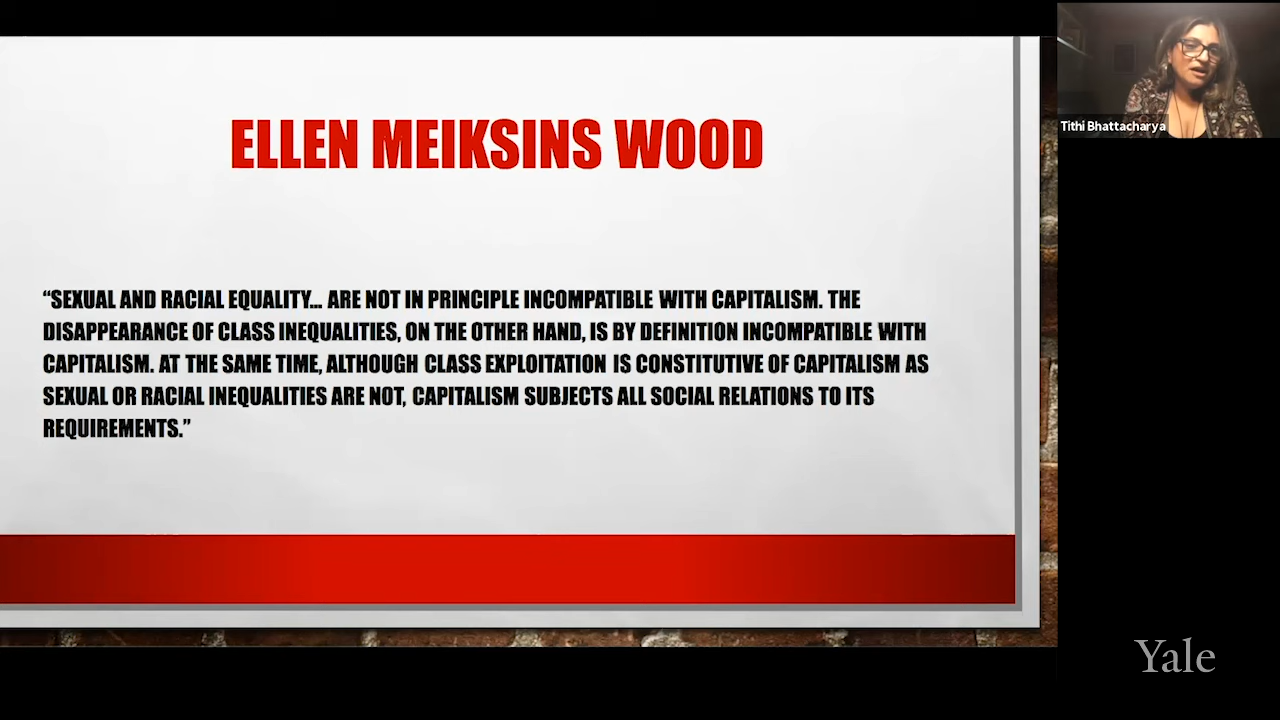 ELLEN MEIKSINS WOOD
“SEXUAL AND RACIAL EQUALITY... ARE NOT IN PRINCIPLE INCOMPATIBLE WITH CAPITALISM. THE
DISAPPEARANCE OF CLASS INEQUALITIES, ON THE OTHER HAND, IS BY DEFINITION INCOMPATIBLE WITH
CAPITALISM. AT THE SAME TIME, ALTHOUGH CLASS EXPLOITATION IS CONSTITUTIVE OF CAPITALISM AS
SEXUAL OR RACIAL INEQUALITIES ARE NOT, CAPITALISM SUBJECTS ALL SOCIAL RELATIONS TO ITS
REQUIREMENTS.”
Tithi Bhattacharya
Yale